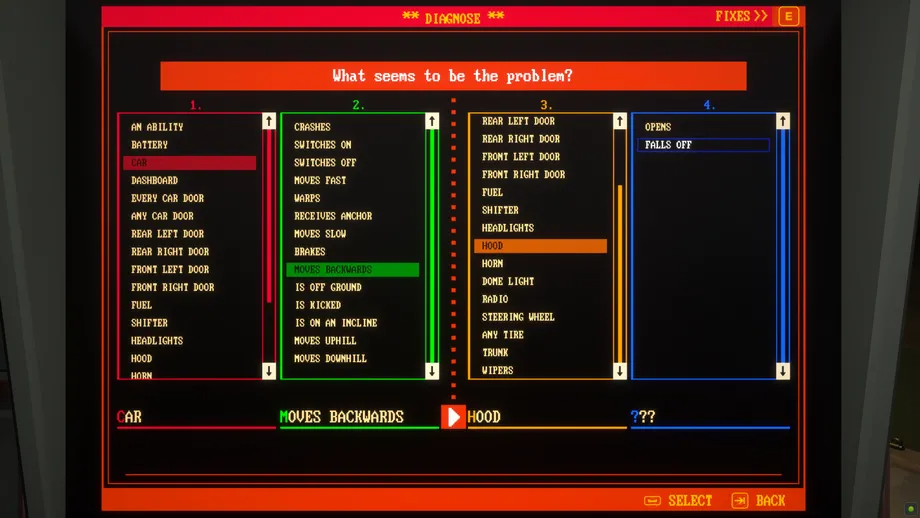 ** DIAGNOSE **
FIXES >> E
What seems to be the problem?
1.
AN ABILITY
BATTERY
CAR
DASHBOARD
EVERY CAR DOOR
ANY CAR DOOR
REAR LEFT DOOR
REAR RIGHT DOOR
FRONT LEFT DOOR
FRONT RIGHT DOOR
FUEL
SHIFTER
HEADLIGHTS
HOOD
HORN
2.
CRASHES
SWITCHES ON
SWITCHES OFF
MOVES FAST
WARPS
RECEIVES ANCHOR
MOVES SLOW
BRAKES
MOVES BACKWARDS
IS OFF GROUND
IS KICKED
IS ON AN INCLINE
MOVES UPHILL
MOVES DOWNHILL
3.
REAR LEFT DOOR
REAR RIGHT DOOR
FRONT LEFT DOOR
FRONT RIGHT DOOR
FUEL
SHIFTER
HEADLIGHTS
HOOD
HORN
DOME LIGHT
RADIO
STEERING WHEEL
ANY TIRE
TRUNK
WIPERS
4.
OPENS
FALLS OFF
CAR
MOVES BACKWARDS
HOOD
???
SELECT
BACK